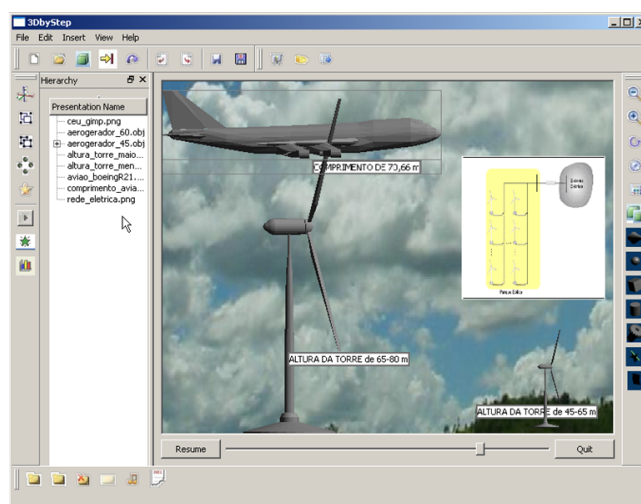 3DbyStep
File Edit Insert View Help
Hierarchy
Presentation Name
ceu_gimp.png
aerogerador_60.obj
aerogerador_45.obj
altura_torre_maio...
altura_torre_men...
aviao_boeingR21....
comprimento_avia...
rede_eletrica.png
COMPRIMENTO DE 70,66 m
ALTURA DA TORRE de 65-80 m
ALTURA DA TORRE de 45-65 m
Resume
Quit